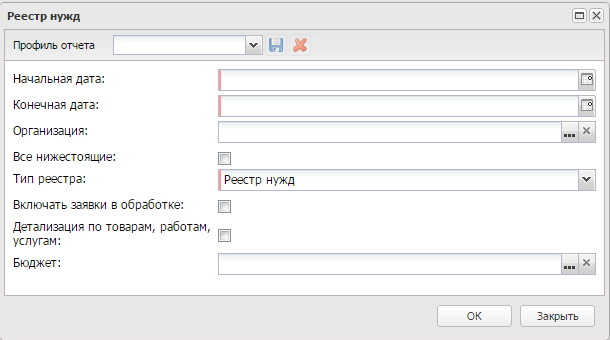 Реестр нужд
Профиль отчета
Начальная дата:
Конечная дата:
Организация:
Все нижестоящие:
Тип реестра:
Реестр нужд
Включать заявки в обработке:
Детализация по товарам, работам,
услугам:
Бюджет:
ОК
Закрыть